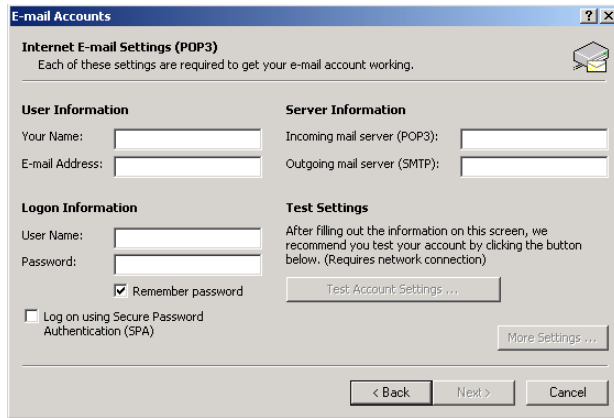 E-mail Accounts
Internet E-mail Settings (POP3)
Each of these settings are required to get your e-mail account working.
User Information
Your Name:
E-mail Address:
Server Information
Incoming mail server (POP3):
Outgoing mail server (SMTP):
Logon Information
User Name:
Password:
Remember password
Log on using Secure Password
Authentication (SPA)
Test Settings
After filling out the information on this screen, we
recommend you test your account by clicking the button
below. (Requires network connection)
Test Account Settings ...
More Settings ...
< Back
Next >
Cancel